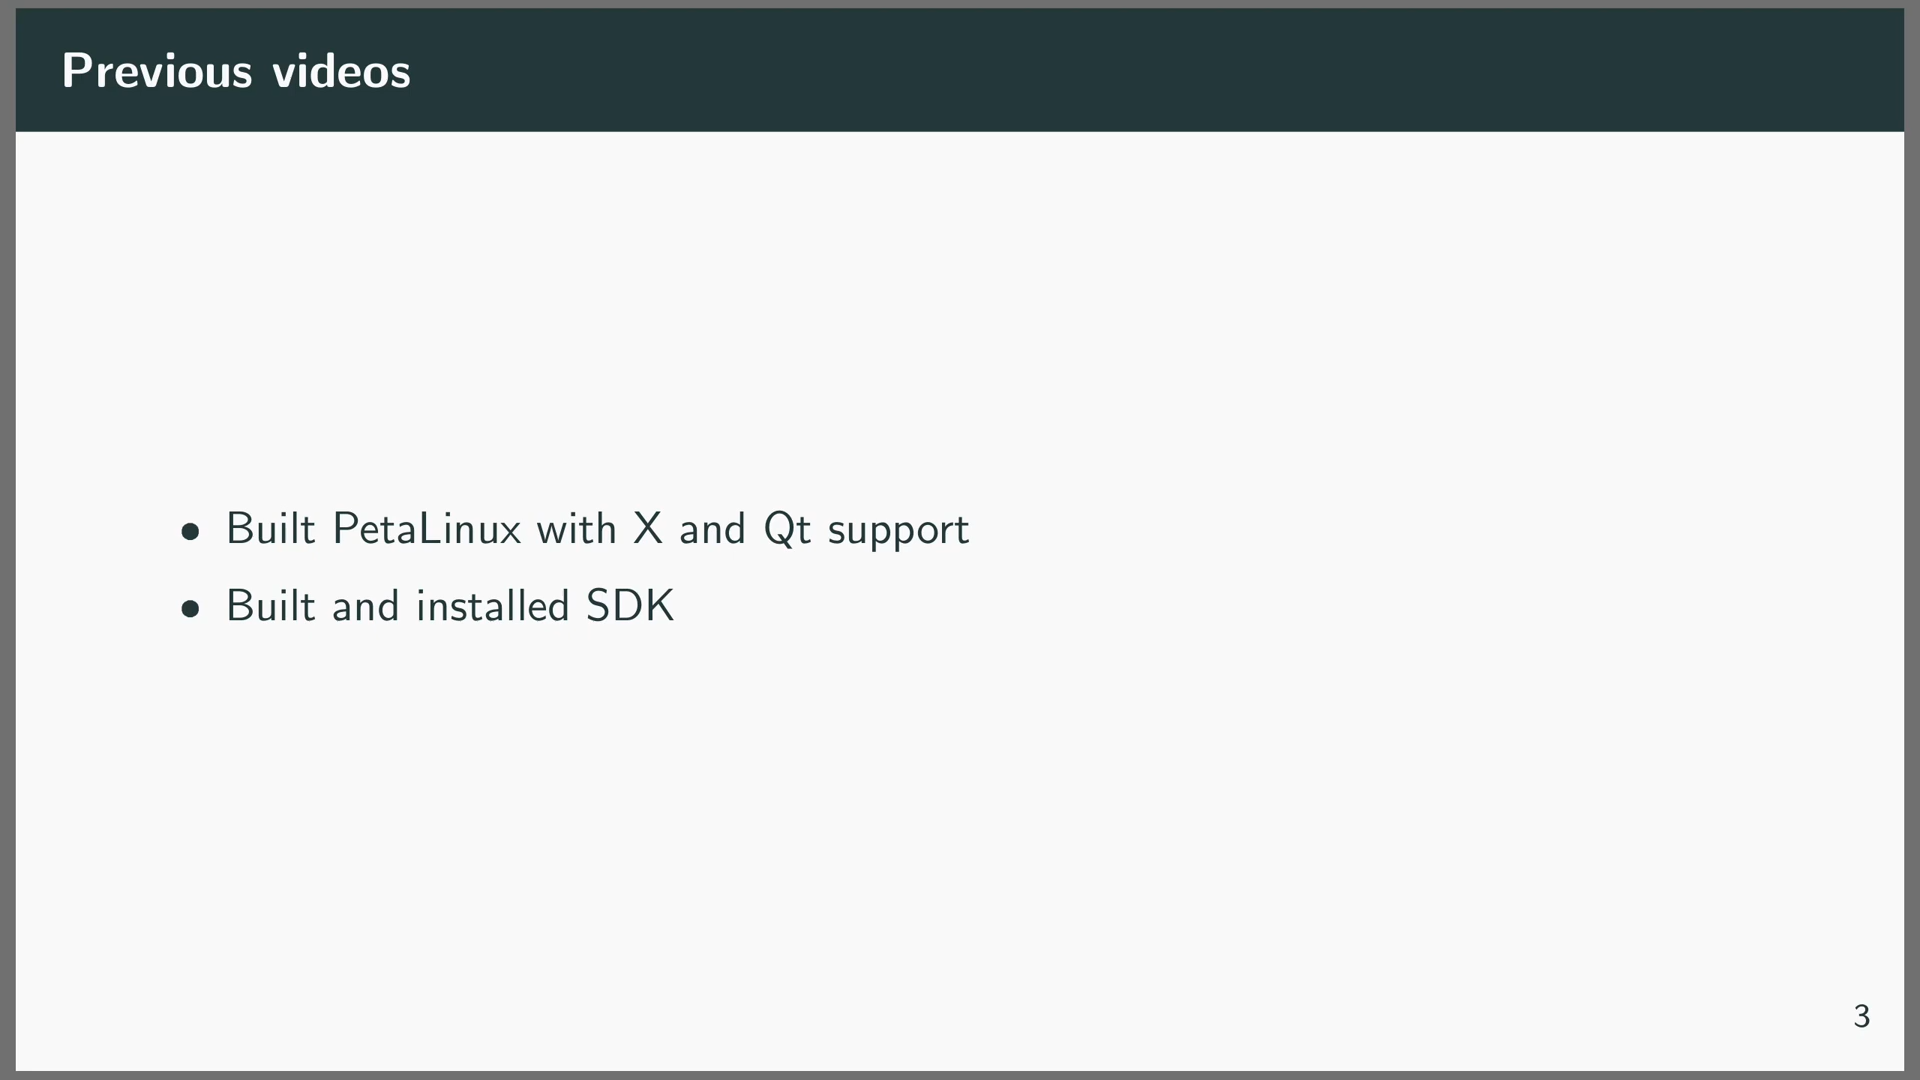 Previous videos
• Built PetaLinux with X and Qt support
• Built and installed SDK
3